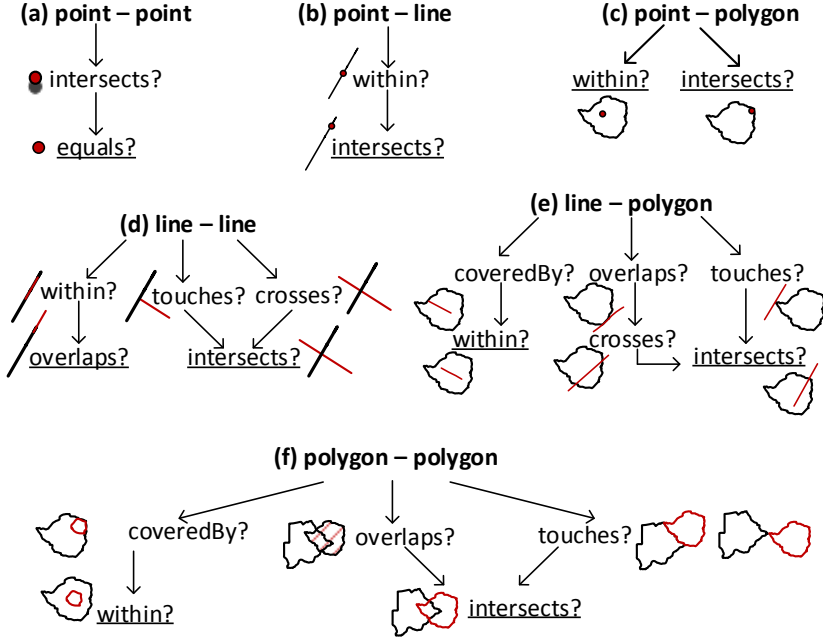 (a) point – point
intersects?
equals?
(b) point – line
within?
intersects?
(c) point – polygon
within? intersects?
(d) line – line
within? touches? crosses?
overlaps? intersects?
(e) line – polygon
coveredBy? overlaps? touches?
within? crosses? intersects?
(f) polygon – polygon
coveredBy? overlaps? touches?
within? intersects?